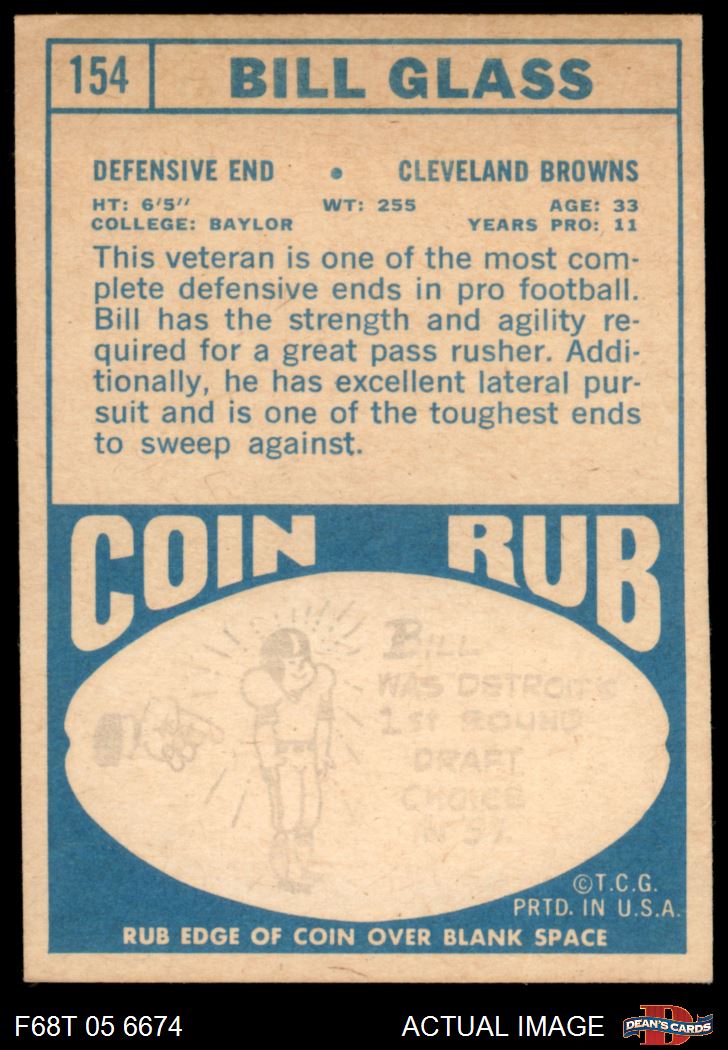 154 BILL GLASS
DEFENSIVE END • CLEVELAND BROWNS
HT: 6'5'' WT: 255 AGE: 33
COLLEGE: BAYLOR YEARS PRO: 11
This veteran is one of the most com-
plete defensive ends in pro football.
Bill has the strength and agility re-
quired for a great pass rusher. Addi-
tionally, he has excellent lateral pur-
suit and is one of the toughest ends
to sweep against.
COIN RUB
BILL
WAS DETROIT'S
1ST ROUND
DRAFT
CHOICE
©T.C.G.
PRTD. IN U.S.A.
RUB EDGE OF COIN OVER BLANK SPACE
F68T 05 6674 ACTUAL IMAGE DEAN'S CARDS